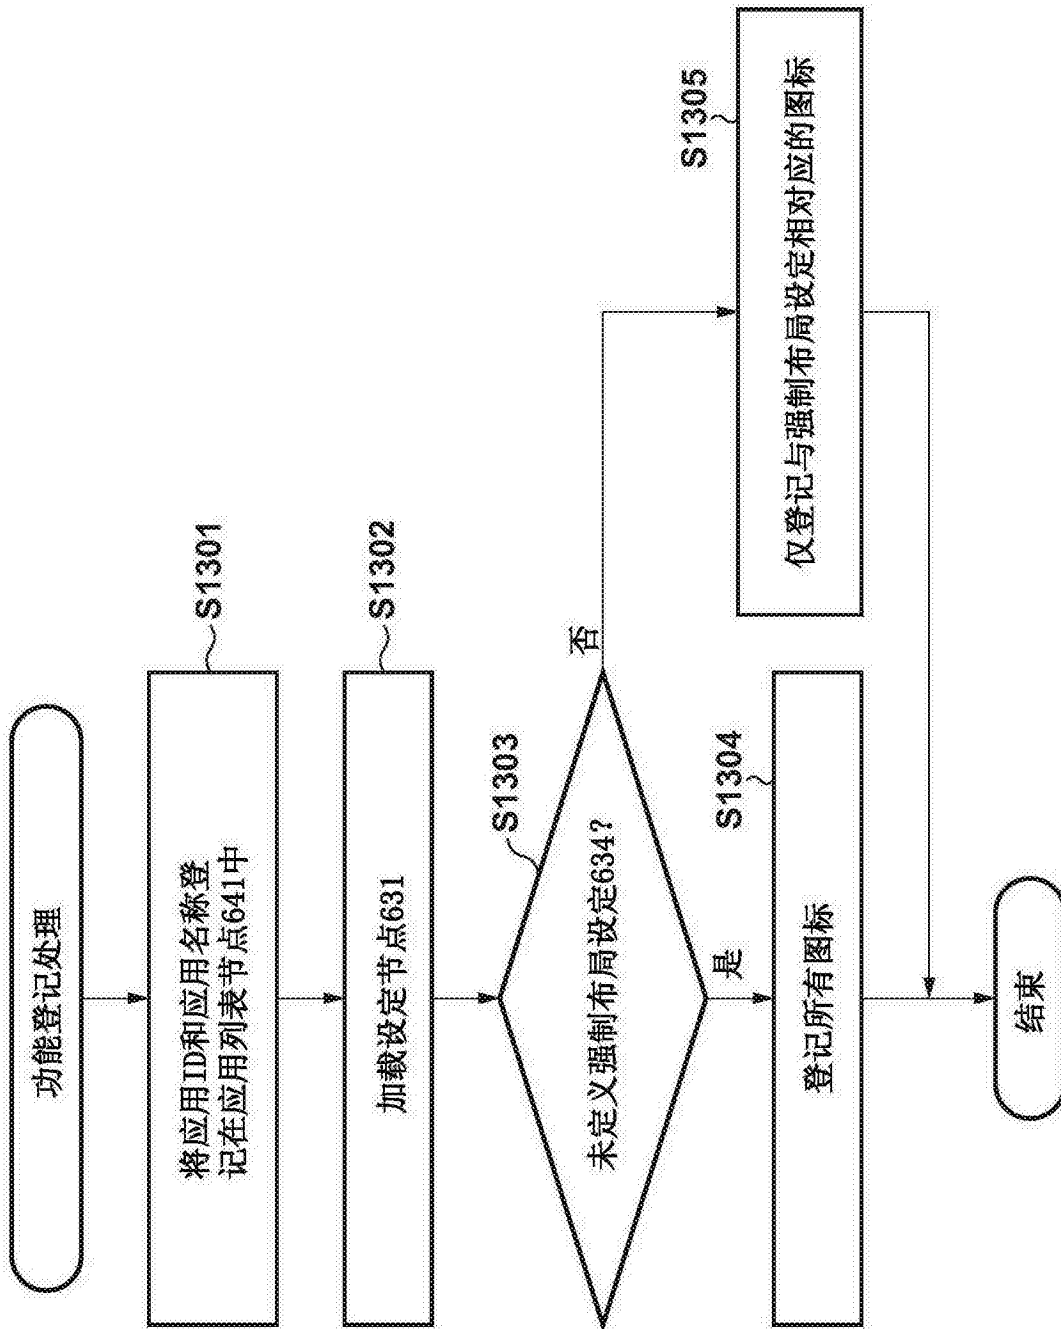 功能登记处理
S1301
将应用ID和应用名称登
记在应用列表节点641中
S1302
加载设定节点631
S1303
未定义强制布局设定634?
否
是
S1304
登记所有图标
S1305
仅登记与强制布局设定相对应的图标
结束